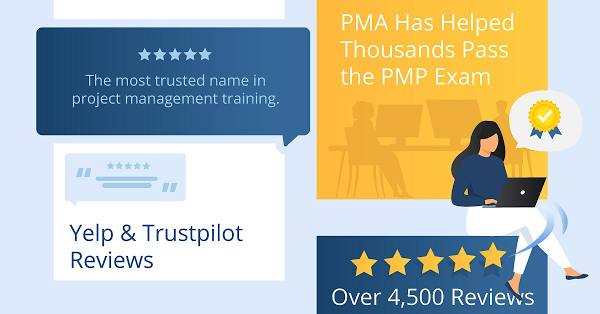 The most trusted name in
project management training.
Yelp & Trustpilot
Reviews
PMA Has Helped
Thousands Pass
the PMP Exam
Over 4,500 Reviews